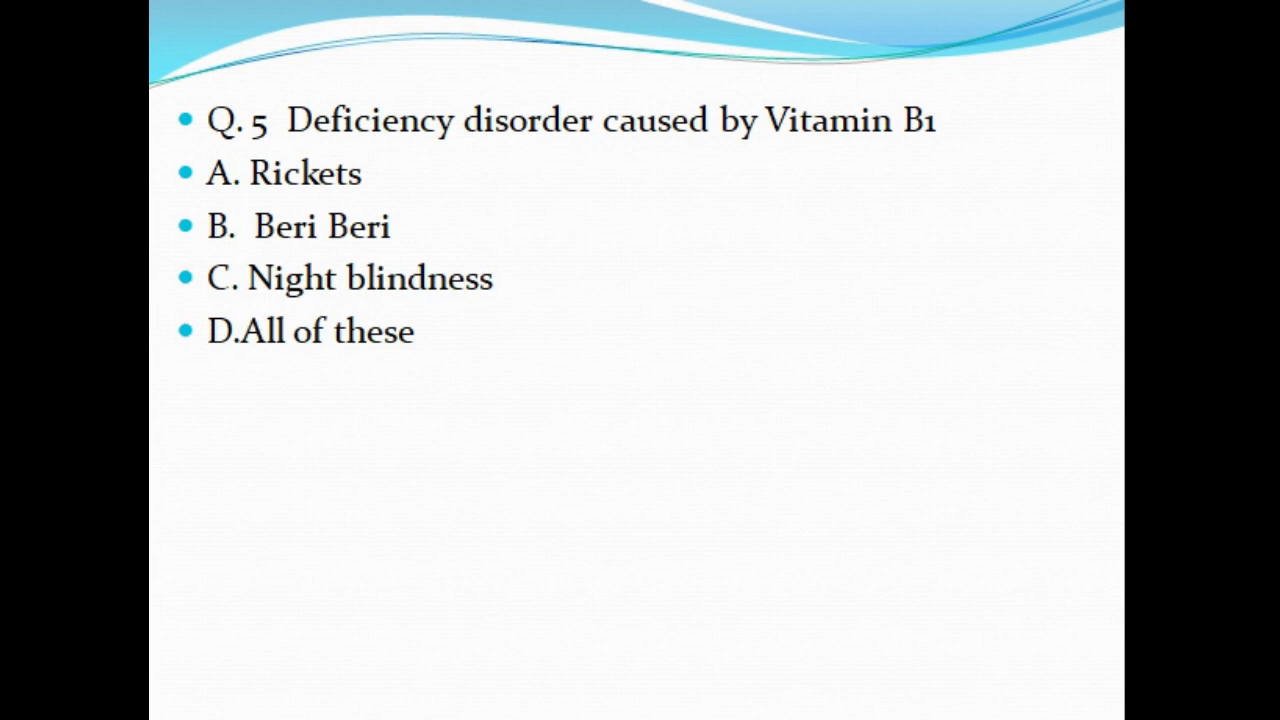 Q. 5 Deficiency disorder caused by Vitamin B1
A. Rickets
B. Beri Beri
C. Night blindness
D.All of these